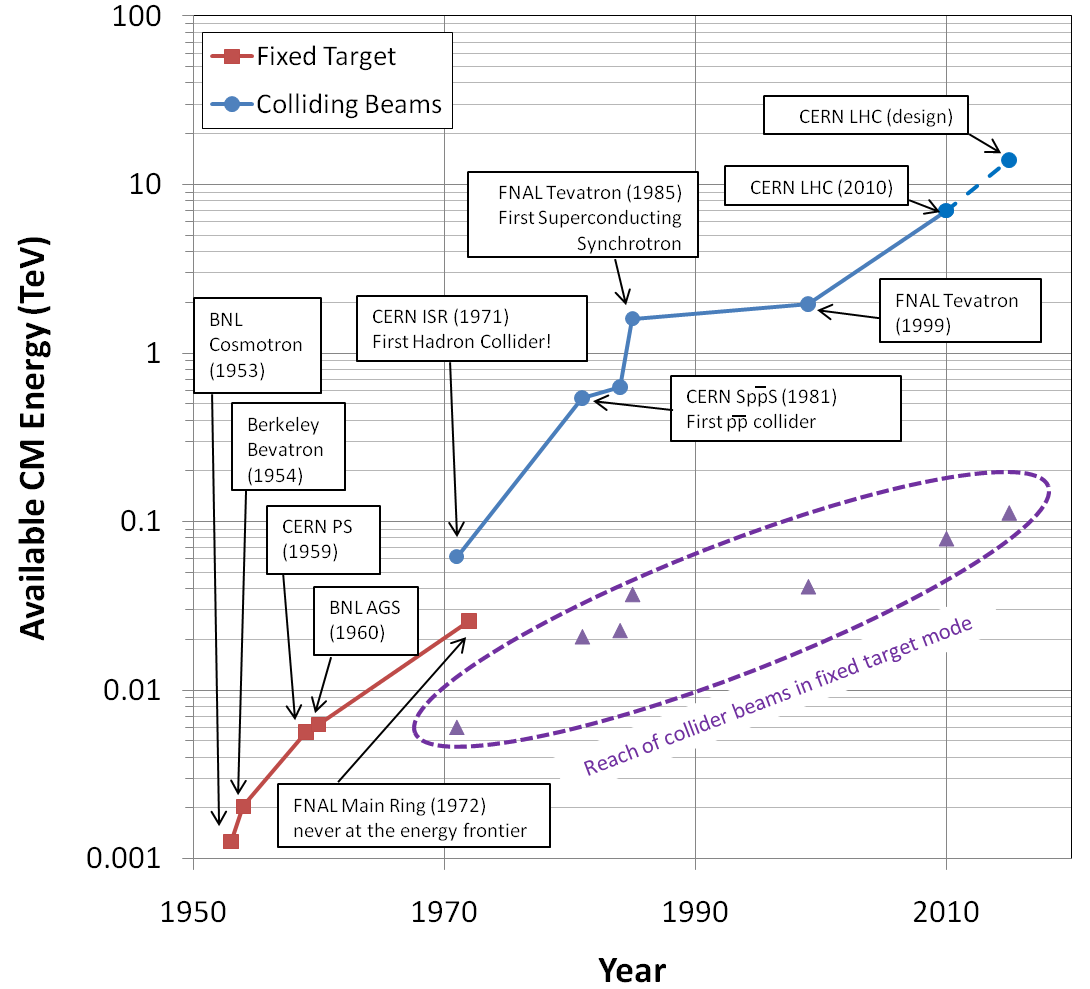 100
10
1
0.1
0.01
0.001
Available CM Energy (TeV)
Fixed Target
Colliding Beams
CERN LHC (design)
CERN LHC (2010)
FNAL Tevatron (1985)
First Superconducting
Synchrotron
FNAL Tevatron
(1999)
BNL
Cosmotron
(1953)
CERN ISR (1971)
First Hadron Collider!
CERN Spp̅S (1981)
First p̅p̅ collider
Berkeley
Bevatron
(1954)
CERN PS
(1959)
BNL AGS
(1960)
Reach of collider beams in fixed target mode
FNAL Main Ring (1972)
never at the energy frontier
1950
1970
1990
2010
Year